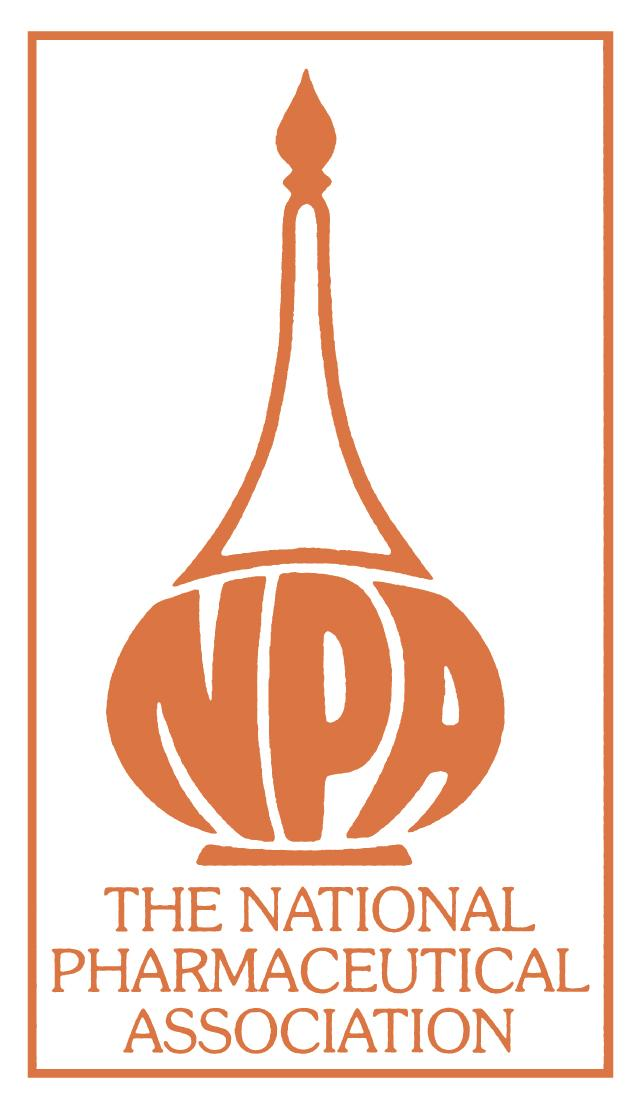 NPA
THE NATIONAL
PHARMACEUTICAL
ASSOCIATION